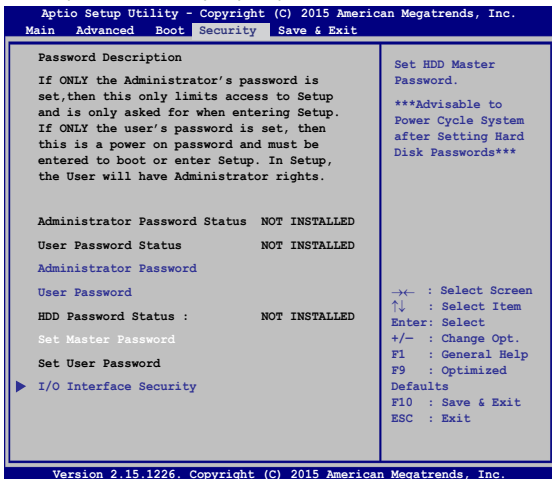 Aptio Setup Utility - Copyright (C) 2015 American Megatrends, Inc.
Main Advanced Boot Security Save & Exit
Password Description
If ONLY the Administrator's password is
set,then this only limits access to Setup
and is only asked for when entering Setup.
If ONLY the user's password is set, then
this is a power on password and must be
entered to boot or enter Setup. In Setup,
the User will have Administrator rights.
Administrator Password Status NOT INSTALLED
User Password Status NOT INSTALLED
Administrator Password
User Password
HDD Password Status : NOT INSTALLED
Set Master Password
Set User Password
I/O Interface Security
Set HDD Master
Password.
***Advisable to
Power Cycle System
after Setting Hard
Disk Passwords***
→← : Select Screen
↑↓ : Select Item
Enter: Select
+/— : Change Opt.
F1 : General Help
F9 : Optimized
Defaults
F10 : Save & Exit
ESC : Exit
Version 2.15.1226. Copyright (C) 2015 American Megatrends, Inc.